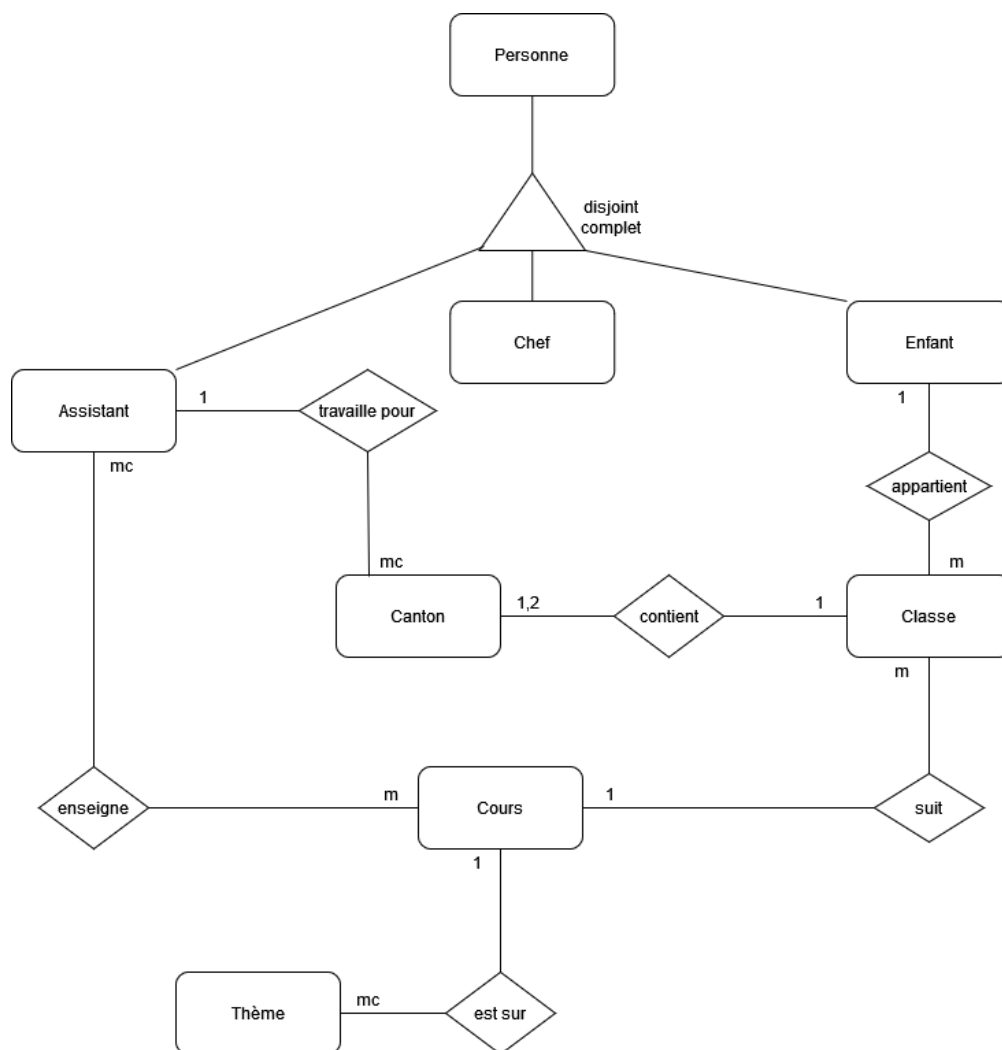 Personne
disjoint
complet
Chef
Enfant
Assistant
1
travaille pour
1
mc
appartient
mc
m
Canton
1,2
contient
1
Classe
m
enseigne
m
Cours
1
suit
1
Thème
mc
est sur